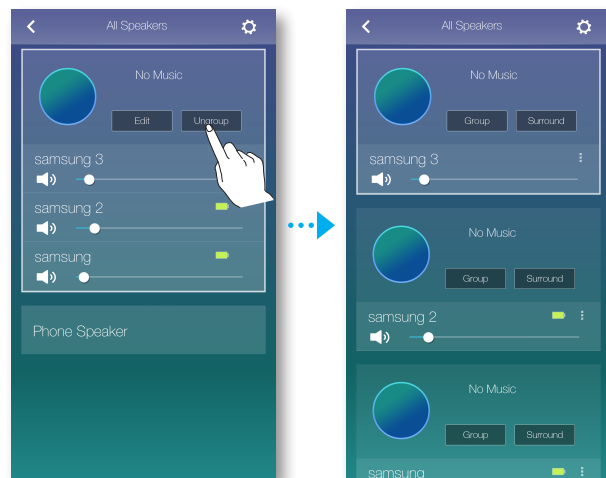 All Speakers
No Music
Edit Ungroup
samsung 3
samsung 2
samsung
Phone Speaker
All Speakers
No Music
Group Surround
samsung 3
No Music
Group Surround
samsung 2
No Music
Group Surround
samsung